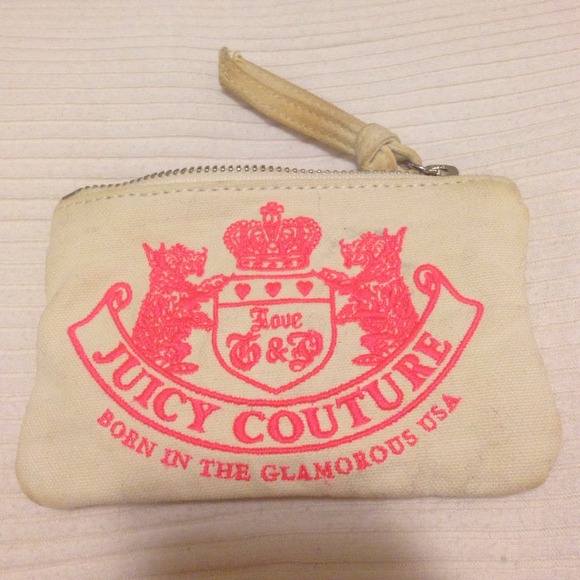 Love
G & P
JUICY COUTURE
BORN IN THE GLAMOROUS USA